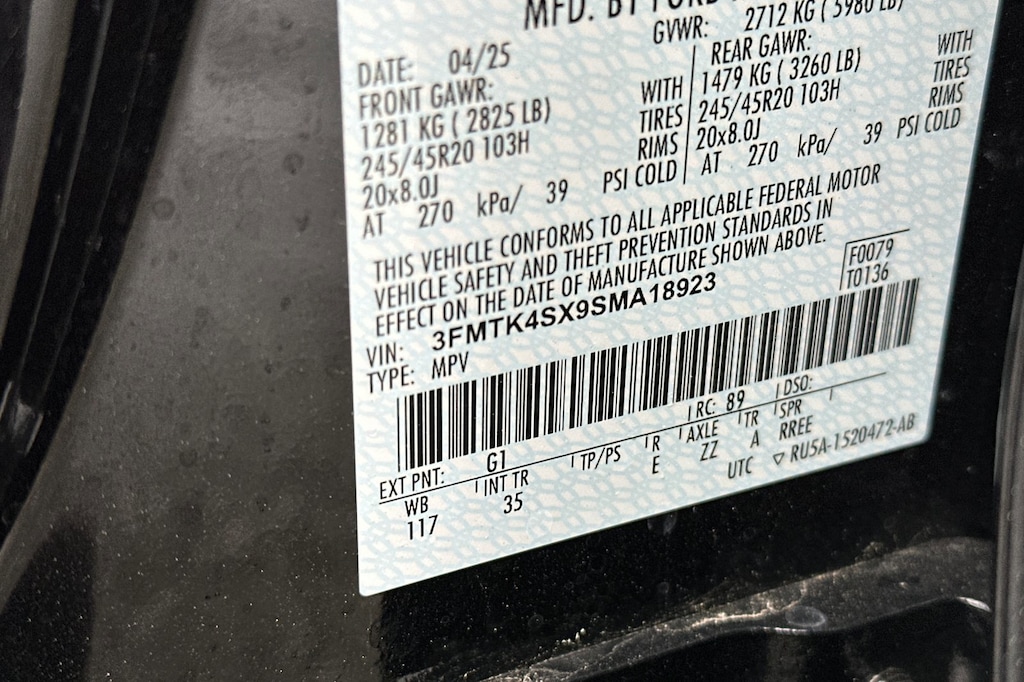 MFD. BY FORD
GVWR: 2712 KG ( 5980 LB)
DATE: 04/25
FRONT GAWR: WITH
1281 KG ( 2825 LB) TIRES
245/45R20 103H RIMS
20x8.0J
AT 270 kPa/ 39 PSI COLD
REAR GAWR: WITH
1479 KG ( 3260 LB) TIRES
245/45R20 103H RIMS
20x8.0J
AT 270 kPa/ 39 PSI COLD
THIS VEHICLE CONFORMS TO ALL APPLICABLE FEDERAL MOTOR
VEHICLE SAFETY AND THEFT PREVENTION STANDARDS IN
EFFECT ON THE DATE OF MANUFACTURE SHOWN ABOVE.
F0079
T0136
VIN: 3FMTK4SX9SMA18923
TYPE: MPV
EXT PNT: G1 RC: 89 DSO:
WB INT TR TP/PS R AXLE TR SPR
117 35 E ZZ A RREE
UTC ▽ RU5A-1520472-AB